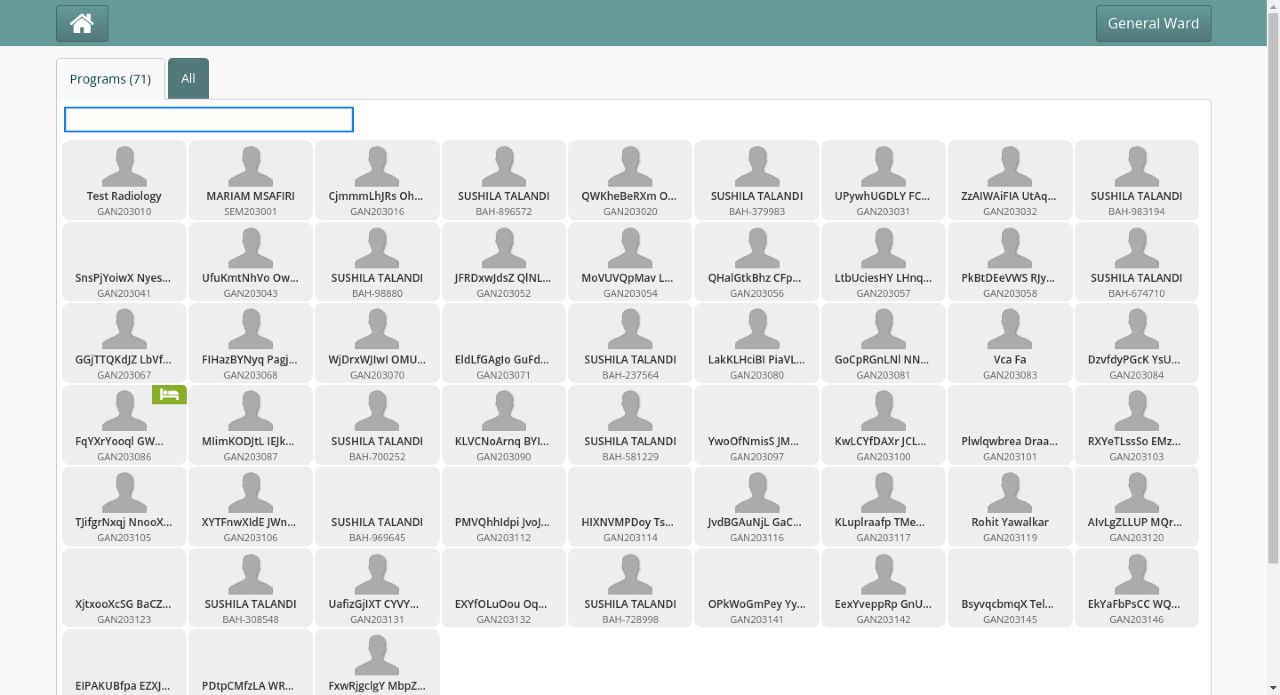 General Ward
Programs (71)
All
Test Radiology
GAN203010
MARIAM MSAFIRI
SEM203001
CjmmmLhJRs Oh...
GAN203016
SUSHILA TALANDI
BAH-896572
QWKheBeRXm O...
GAN203020
SUSHILA TALANDI
BAH-379983
UPywhUGDLY FC...
GAN203031
ZzAIWAiFIA UtAq...
GAN203032
SUSHILA TALANDI
BAH-983194
SnsPjYoiwX Nyes...
GAN203041
UfuKmtNhVo Ow...
GAN203043
SUSHILA TALANDI
BAH-98880
JFRDxwJdsZ QlNL...
GAN203052
MoVUVQpMav L...
GAN203054
QHalGtkBhz CFp...
GAN203056
LtbUciesHY LHnq...
GAN203057
PkBtDEeVWS RJy...
GAN203058
SUSHILA TALANDI
BAH-674710
GGjTTQKdJZ LbVf...
GAN203067
FIHazBYNyq Pagj...
GAN203068
WjDrxWJIwI OMU...
GAN203070
EldLfGAgIo GuFd...
GAN203071
SUSHILA TALANDI
BAH-237564
LakKLHciBI PiaVL...
GAN203080
GoCpRGnLNl NN...
GAN203081
Vca Fa
GAN203083
DzvfdyPGcK YsU...
GAN203084
FqYXrYooql GW...
GAN203086
MIimKODJtL IEJk...
GAN203087
SUSHILA TALANDI
BAH-700252
KLVCNoArnq BYI...
GAN203090
SUSHILA TALANDI
BAH-581229
YwoOfNmisS JM...
GAN203097
KwLCYfDAXr JCL...
GAN203100
Plwlqwbrea Draa...
GAN203101
RXYeTLssSo EMz...
GAN203103
TJifgrNxqj NnooX...
GAN203105
XYTFnwXIdE JWn...
GAN203106
SUSHILA TALANDI
BAH-969645
PMVQhhIdpi JvoJ...
GAN203112
HIXNVMPDoy Ts...
GAN203114
JvdBGAuNjL GaC...
GAN203116
KLuplraafp TMe...
GAN203117
Rohit Yawalkar
GAN203119
AIvLgZLLUP MQr...
GAN203120
XjtxooXcSG BaCZ...
GAN203123
SUSHILA TALANDI
BAH-308548
UafizGjIXT CYVY...
GAN203131
EXYfOLuOou Oq...
GAN203132
SUSHILA TALANDI
BAH-728998
OPkWoGmPey Yy...
GAN203141
EexYveppRp GnU...
GAN203142
BsyvqcbmqX Tel...
GAN203145
EkYaFbPsCC WQ...
GAN203146
EIPAKUBfpa EZXJ...
PDtpCMfzLA WR...
FxwRjgclgY MbpZ...